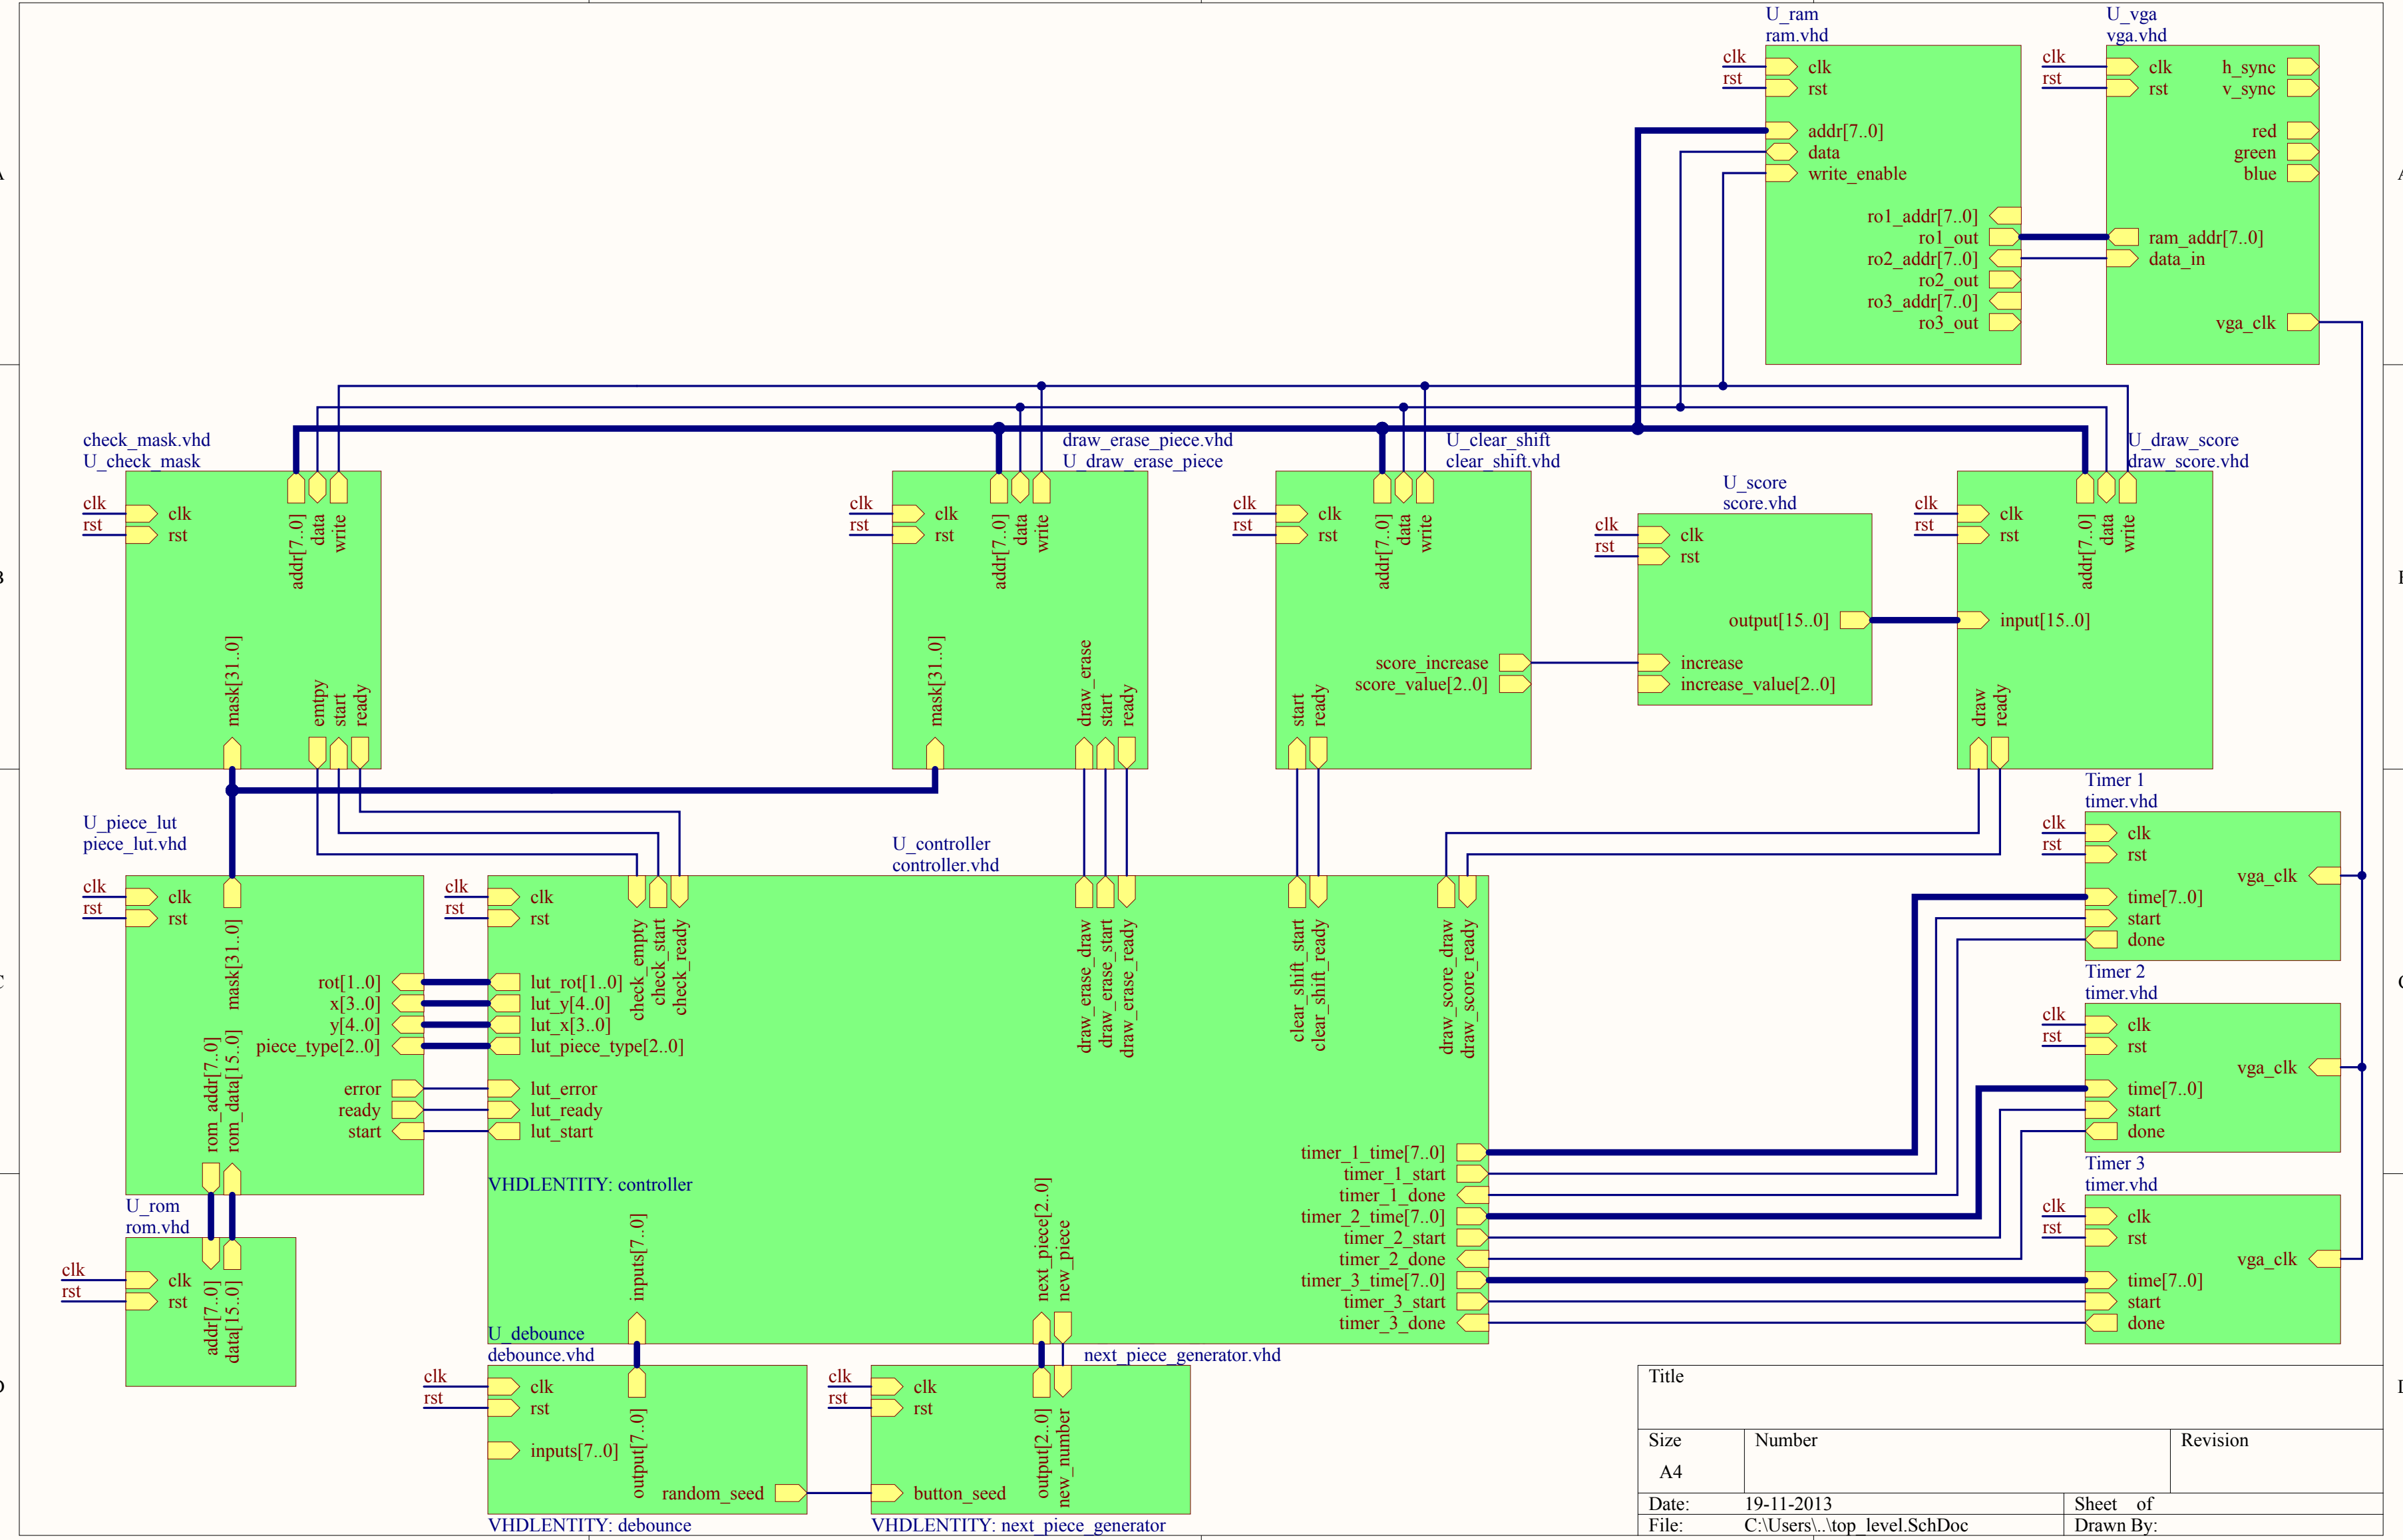 U_ram
ram.vhd
clk
rst
clk
rst
addr[7..0]
data
write_enable
ro1_addr[7..0]
ro1_out
ro2_addr[7..0]
ro2_out
ro3_addr[7..0]
ro3_out
U_vga
vga.vhd
clk
rst
clk
rst
h_sync
v_sync
red
green
blue
ram_addr[7..0]
data_in
vga_clk
check_mask.vhd
U_check_mask
clk
rst
clk
rst
addr[7..0]
data
write
mask[31..0]
emtpy
start
ready
draw_erase_piece.vhd
U_draw_erase_piece
clk
rst
clk
rst
addr[7..0]
data
write
mask[31..0]
draw_erase
start
ready
U_clear_shift
clear_shift.vhd
clk
rst
clk
rst
addr[7..0]
data
write
score_increase
score_value[2..0]
start
ready
U_score
score.vhd
clk
rst
clk
rst
output[15..0]
increase
increase_value[2..0]
U_draw_score
draw_score.vhd
clk
rst
clk
rst
addr[7..0]
data
write
input[15..0]
draw
ready
U_piece_lut
piece_lut.vhd
clk
rst
clk
rst
mask[31..0]
rot[1..0]
x[3..0]
y[4..0]
piece_type[2..0]
error
ready
start
rom_addr[7..0]
rom_data[15..0]
U_controller
controller.vhd
clk
rst
clk
rst
check_empty
check_start
check_ready
draw_erase_draw
draw_erase_start
draw_erase_ready
clear_shift_start
clear_shift_ready
draw_score_draw
draw_score_ready
lut_rot[1..0]
lut_y[4..0]
lut_x[3..0]
lut_piece_type[2..0]
lut_error
lut_ready
lut_start
VHDLENTITY: controller
inputs[7..0]
next_piece[2..0]
new_piece
timer_1_time[7..0]
timer_1_start
timer_1_done
timer_2_time[7..0]
timer_2_start
timer_2_done
timer_3_time[7..0]
timer_3_start
timer_3_done
Timer 1
timer.vhd
clk
rst
clk
rst
vga_clk
time[7..0]
start
done
Timer 2
timer.vhd
clk
rst
clk
rst
vga_clk
time[7..0]
start
done
Timer 3
timer.vhd
clk
rst
clk
rst
vga_clk
time[7..0]
start
done
U_rom
rom.vhd
clk
rst
clk
rst
addr[7..0]
data[15..0]
U_debounce
debounce.vhd
clk
rst
clk
rst
inputs[7..0]
output[7..0]
random_seed
VHDLENTITY: debounce
next_piece_generator.vhd
clk
rst
clk
rst
output[2..0]
new_number
button_seed
VHDLENTITY: next_piece_generator
Title
Size
A4
Number
Revision
Date:
19-11-2013
Sheet of
File:
C:\Users\..\top_level.SchDoc
Drawn By: